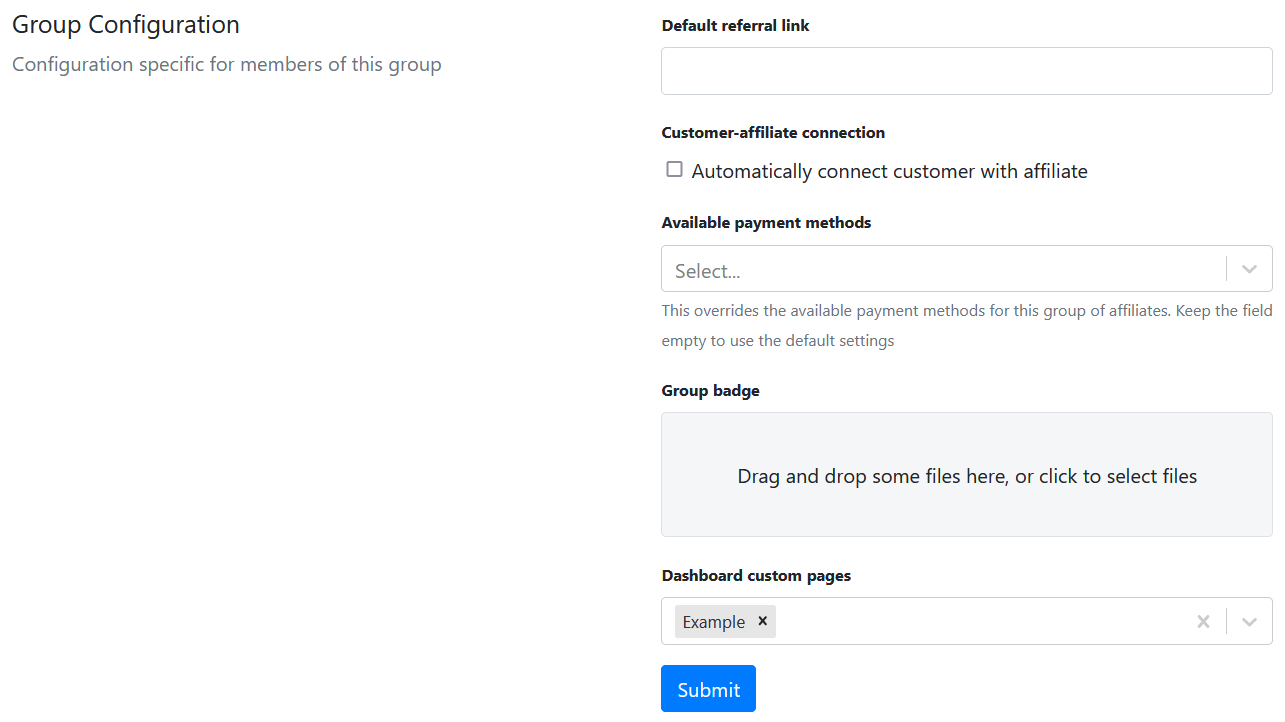 Group Configuration
Configuration specific for members of this group
Default referral link
Customer-affiliate connection
Automatically connect customer with affiliate
Available payment methods
Select...
This overrides the available payment methods for this group of affiliates. Keep the field
empty to use the default settings
Group badge
Drag and drop some files here, or click to select files
Dashboard custom pages
Example
Submit